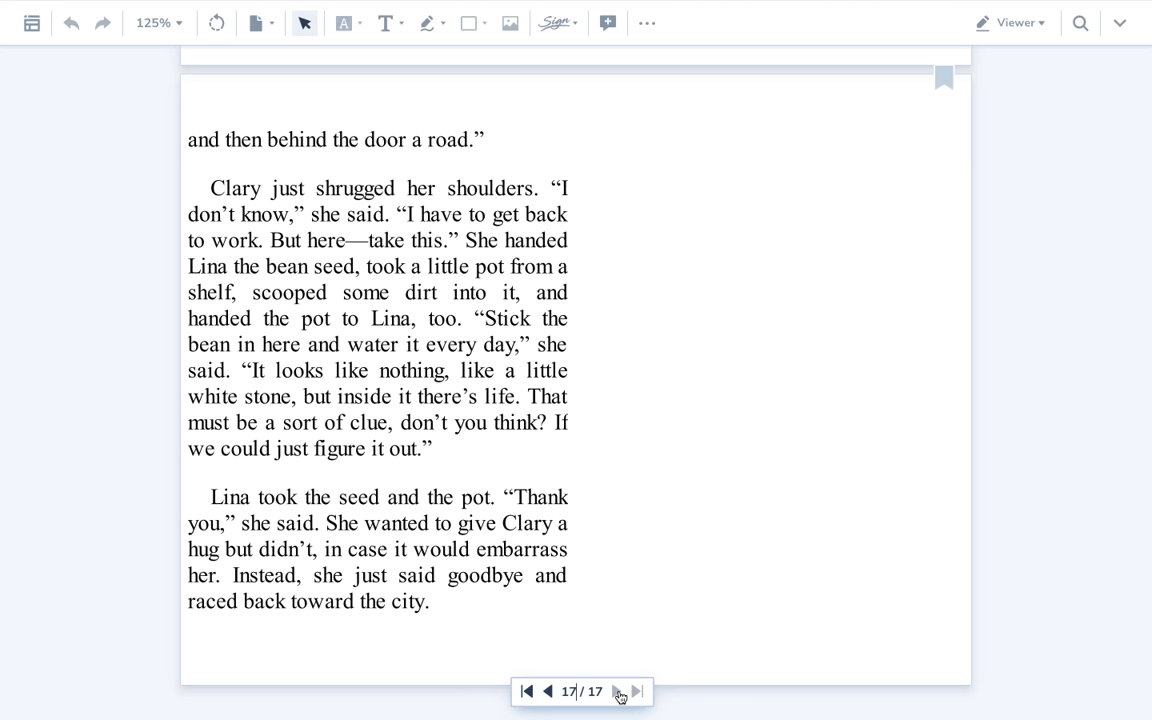 125%
A
T
Sign
Viewer
and then behind the door a road.”
Clary just shrugged her shoulders. “I
don’t know,” she said. “I have to get back
to work. But here—take this.” She handed
Lina the bean seed, took a little pot from a
shelf, scooped some dirt into it, and
handed the pot to Lina, too. “Stick the
bean in here and water it every day,” she
said. “It looks like nothing, like a little
white stone, but inside it there’s life. That
must be a sort of clue, don’t you think? If
we could just figure it out.”
Lina took the seed and the pot. “Thank
you,” she said. She wanted to give Clary a
hug but didn’t, in case it would embarrass
her. Instead, she just said goodbye and
raced back toward the city.
17 / 17